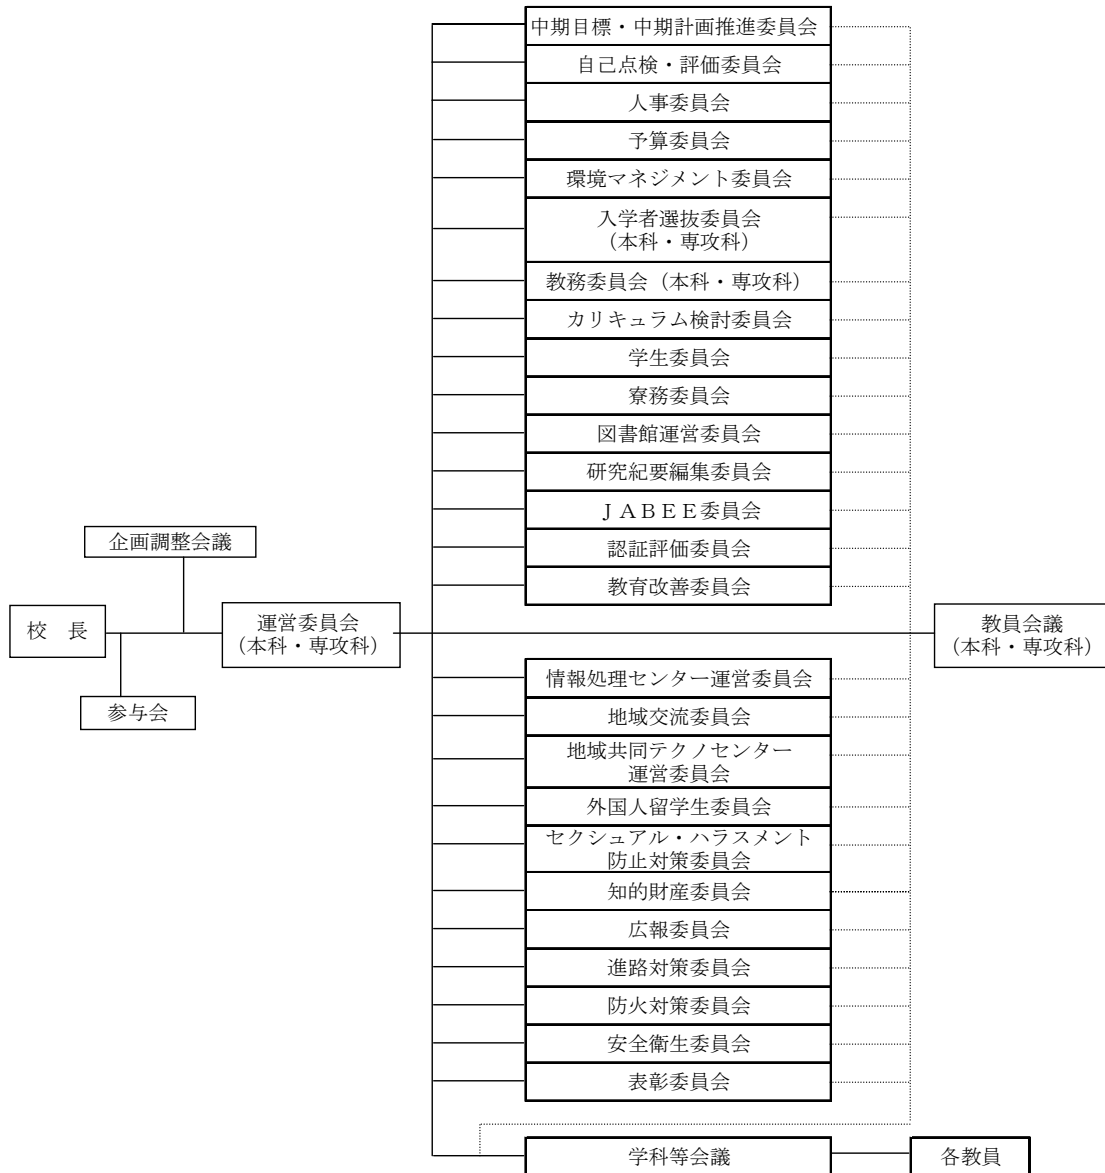 中期目標・中期計画推進委員会
自己点検・評価委員会
人事委員会
予算委員会
環境マネジメント委員会
入学者選抜委員会
（本科・専攻科）
教務委員会（本科・専攻科）
カリキュラム検討委員会
学生委員会
寮務委員会
図書館運営委員会
研究紀要編集委員会
ＪＡＢＥＥ委員会
認証評価委員会
教育改善委員会
企画調整会議
校　長
運営委員会
（本科・専攻科）
参与会
教員会議
（本科・専攻科）
情報処理センター運営委員会
地域交流委員会
地域共同テクノセンター
運営委員会
外国人留学生委員会
セクシュアル・ハラスメント
防止対策委員会
知的財産委員会
広報委員会
進路対策委員会
防火対策委員会
安全衛生委員会
表彰委員会
学科等会議
各教員